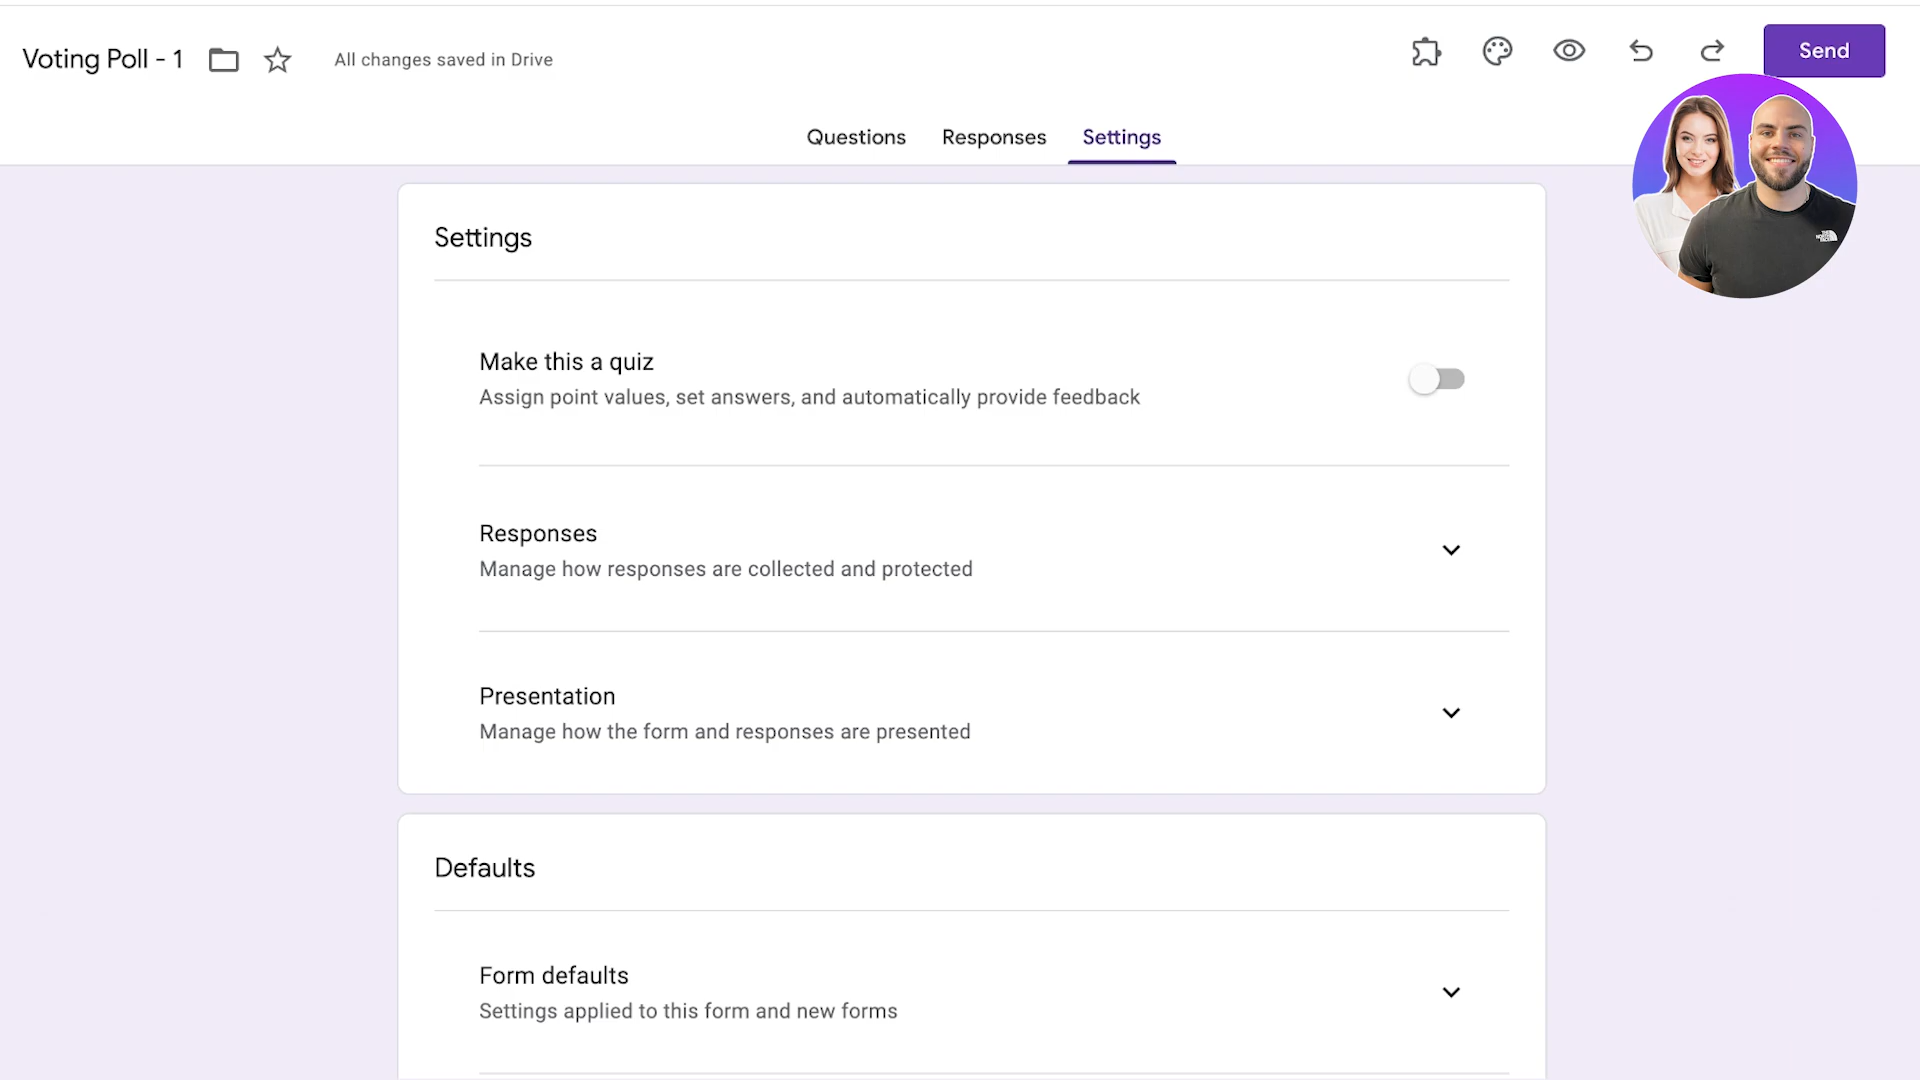 Voting Poll - 1
All changes saved in Drive
Send
Questions
Responses
Settings
Settings
Make this a quiz
Assign point values, set answers, and automatically provide feedback
Responses
Manage how responses are collected and protected
Presentation
Manage how the form and responses are presented
Defaults
Form defaults
Settings applied to this form and new forms